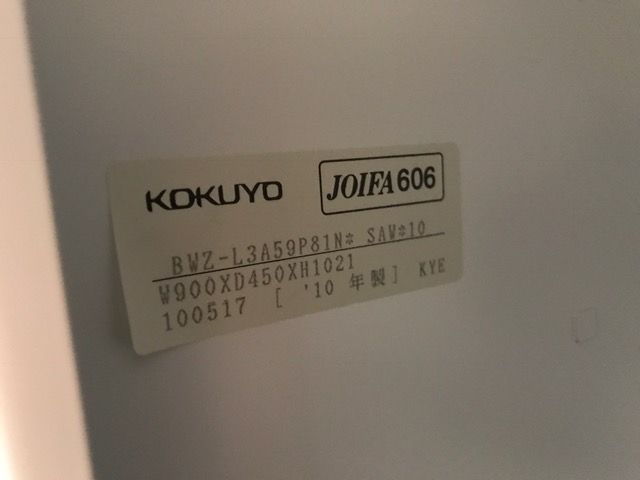 KOKUYO JOIFA606
BWZ-L3A59P81N* SAW*10
W900XD450XH1021
100517 [ '10 年製] KYE